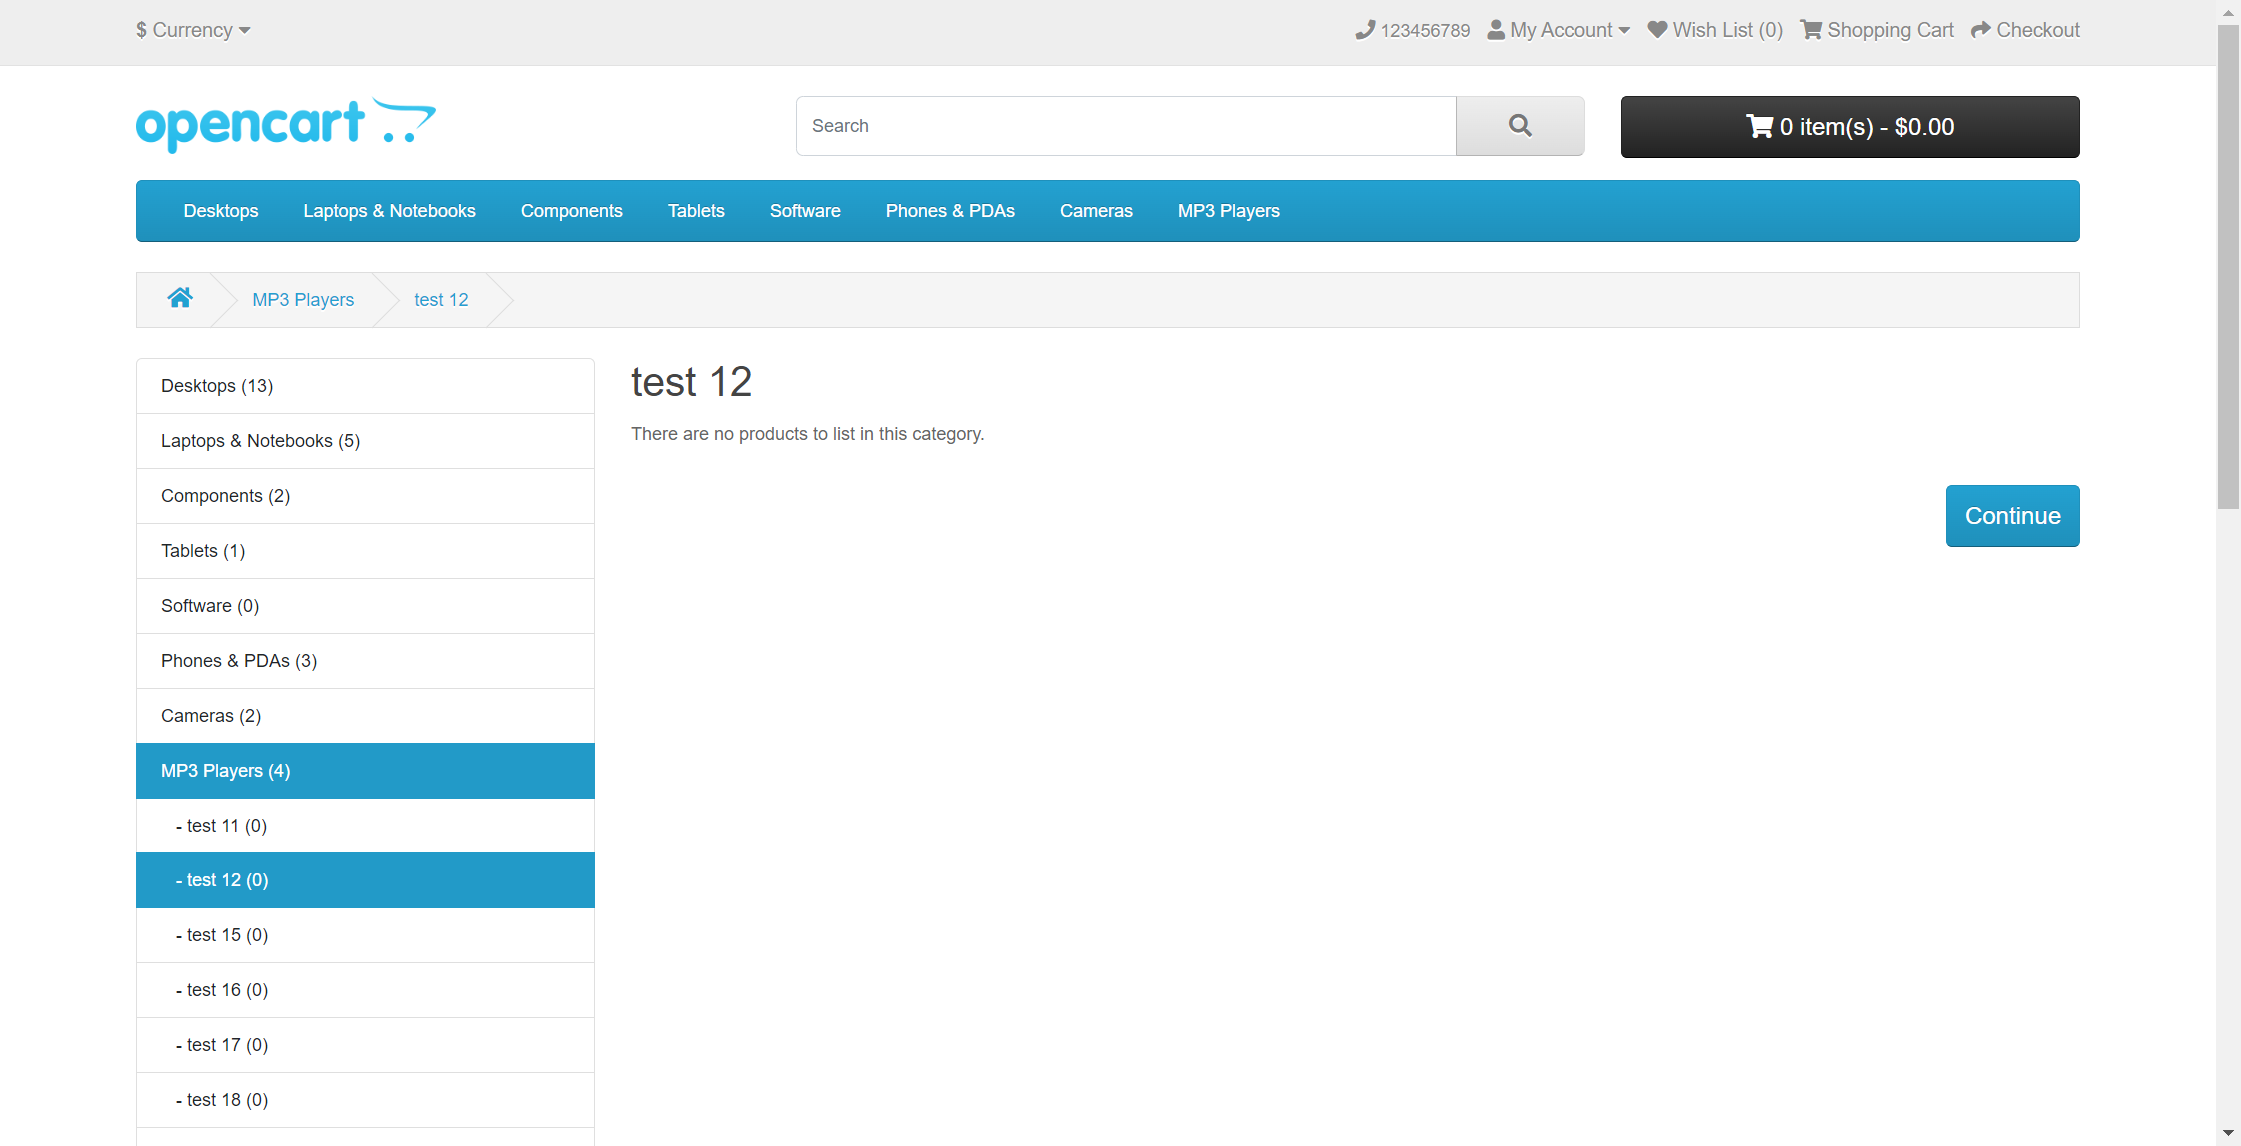 $ Currency
123456789 My Account Wish List (0) Shopping Cart Checkout
opencart
Search
0 item(s) - $0.00
Desktops Laptops & Notebooks Components Tablets Software Phones & PDAs Cameras MP3 Players
MP3 Players test 12
Desktops (13)
Laptops & Notebooks (5)
Components (2)
Tablets (1)
Software (0)
Phones & PDAs (3)
Cameras (2)
MP3 Players (4)
- test 11 (0)
- test 12 (0)
- test 15 (0)
- test 16 (0)
- test 17 (0)
- test 18 (0)
test 12
There are no products to list in this category.
Continue